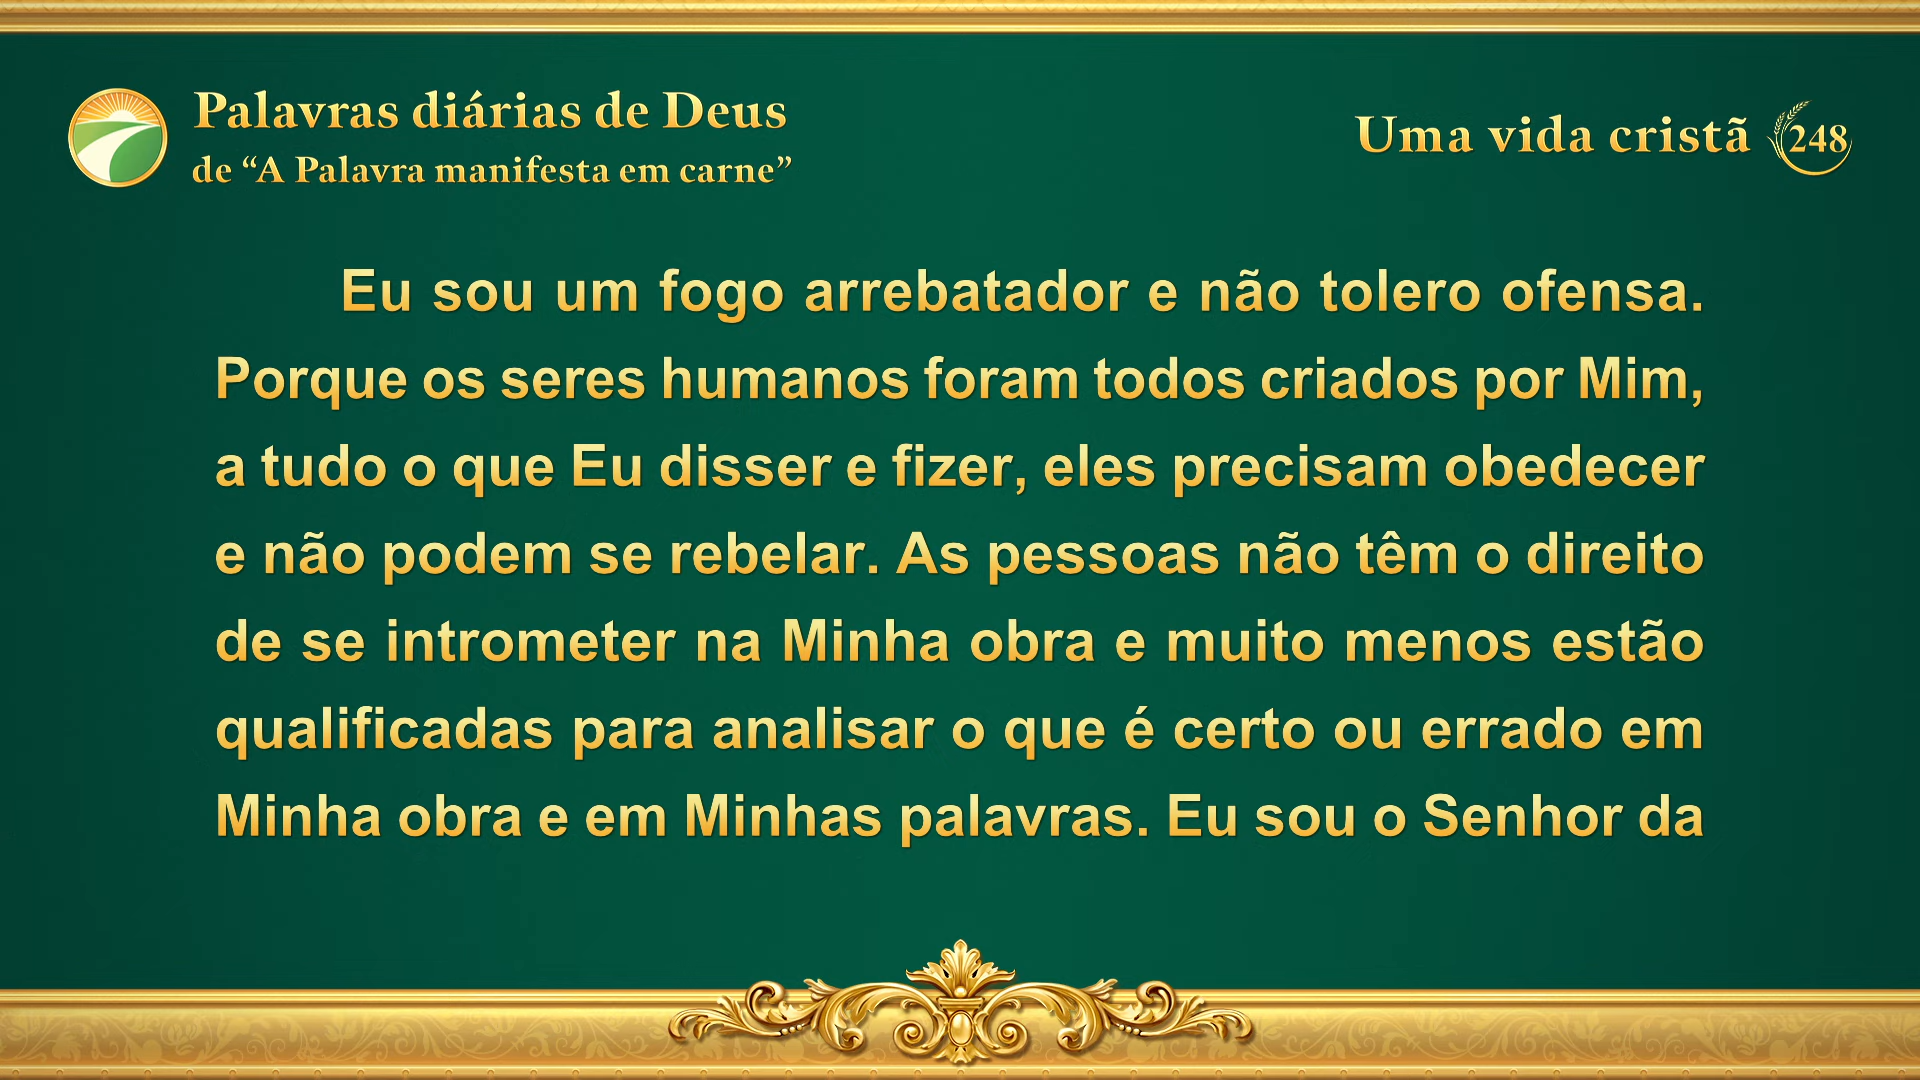 Palavras diárias de Deus
de “A Palavra manifesta em carne”
Uma vida cristã 248
Eu sou um fogo arrebatador e não tolero ofensa.
Porque os seres humanos foram todos criados por Mim,
a tudo o que Eu disser e fizer, eles precisam obedecer
e não podem se rebelar. As pessoas não têm o direito
de se intrometer na Minha obra e muito menos estão
qualificadas para analisar o que é certo ou errado em
Minha obra e em Minhas palavras. Eu sou o Senhor da